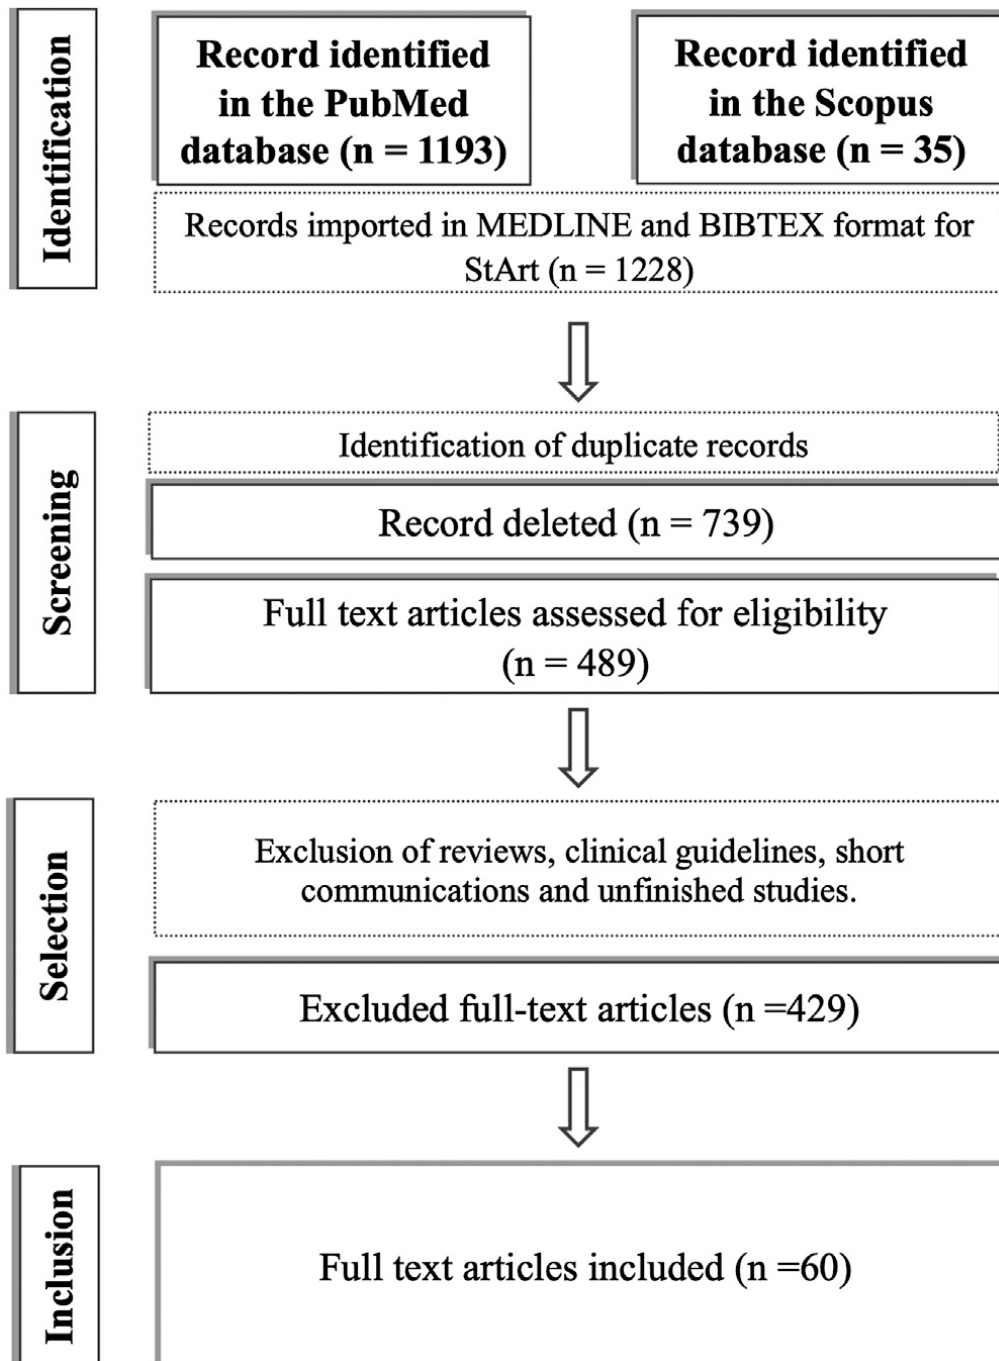 Identification
Record identified
in the PubMed
database (n = 1193)
Record identified
in the Scopus
database (n = 35)
Records imported in MEDLINE and BIBTEX format for
StArt (n = 1228)
Screening
Identification of duplicate records
Record deleted (n = 739)
Full text articles assessed for eligibility
(n = 489)
Selection
Exclusion of reviews, clinical guidelines, short
communications and unfinished studies.
Excluded full-text articles (n =429)
Inclusion
Full text articles included (n =60)